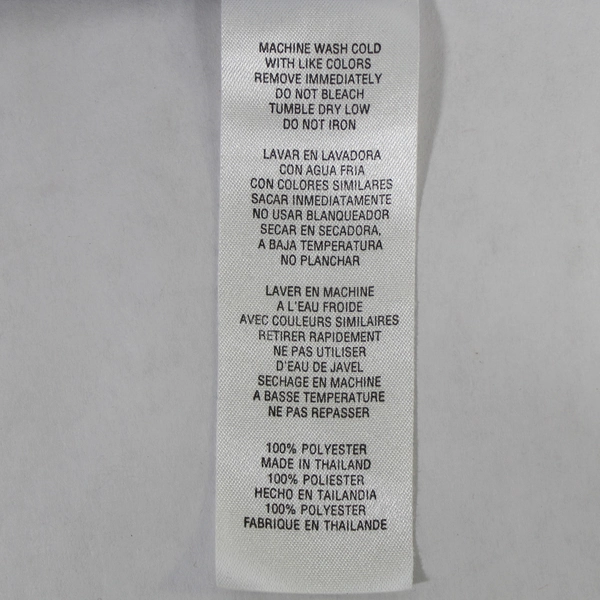 MACHINE WASH COLD
WITH LIKE COLORS
REMOVE IMMEDIATELY
DO NOT BLEACH
TUMBLE DRY LOW
DO NOT IRON
LAVAR EN LAVADORA
CON AGUA FRIA
CON COLORES SIMILARES
SACAR INMEDIATAMENTE
NO USAR BLANQUEADOR
SECAR EN SECADORA,
A BAJA TEMPERATURA
NO PLANCHAR
LAVER EN MACHINE
A L'EAU FROIDE
AVEC COULEURS SIMILAIRES
RETIRER RAPIDEMENT
NE PAS UTILISER
D'EAU DE JAVEL
SECHAGE EN MACHINE
A BASSE TEMPERATURE
NE PAS REPASSER
100% POLYESTER
MADE IN THAILAND
100% POLIESTER
HECHO EN TAILANDIA
100% POLYESTER
FABRIQUE EN THAILANDE